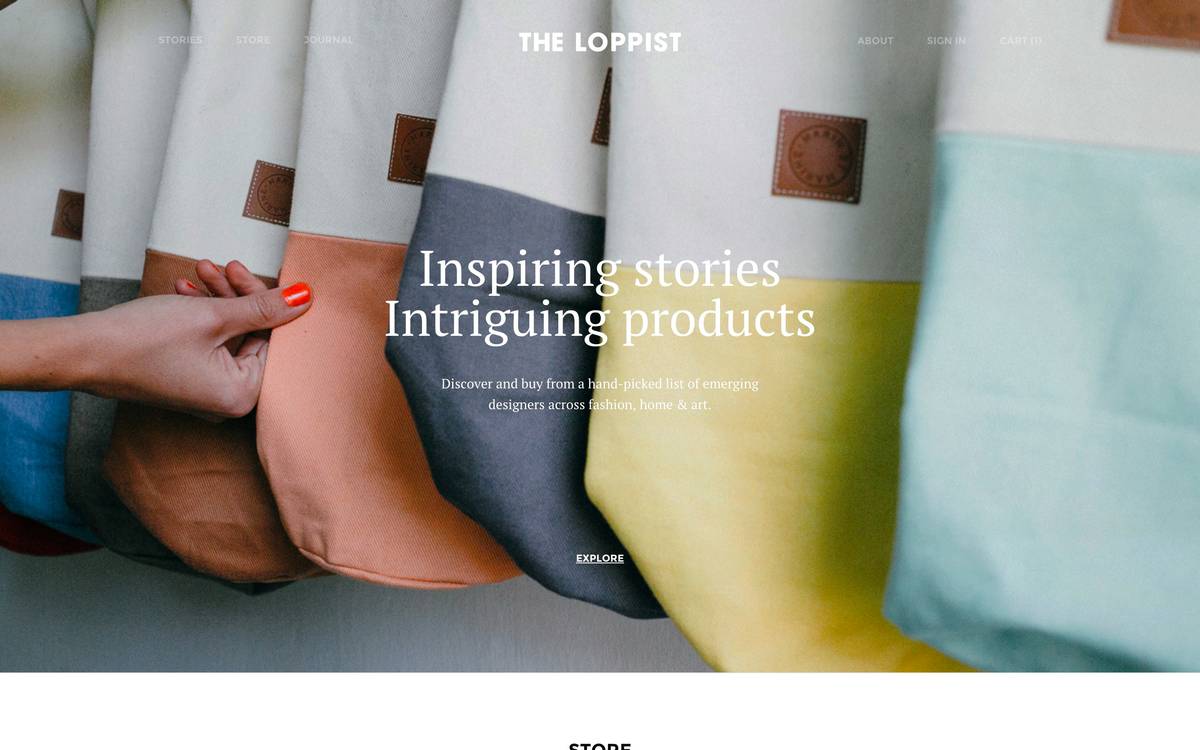 STORIES STORE JOURNAL THE LOPPIST ABOUT SIGN IN CART (1)
Inspiring stories
Intriguing products
Discover and buy from a hand-picked list of emerging
designers across fashion, home & art.
EXPLORE
STORE